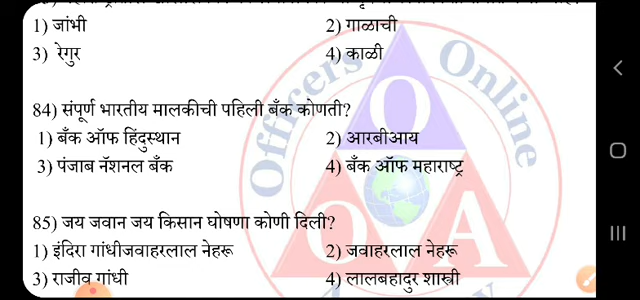 1) जांभी 2) गाळाची
3) रेगुर 4) काळी
84) संपूर्ण भारतीय मालकीची पहिली बँक कोणती?
1) बँक ऑफ हिंदुस्थान 2) आरबीआय
3) पंजाब नॅशनल बँक 4) बँक ऑफ महाराष्ट्र
85) जय जवान जय किसान घोषणा कोणी दिली?
1) इंदिरा गांधीजवाहरलाल नेहरू 2) जवाहरलाल नेहरू
3) राजीव गांधी 4) लालबहादुर शास्त्री
Officers Online
O
O A